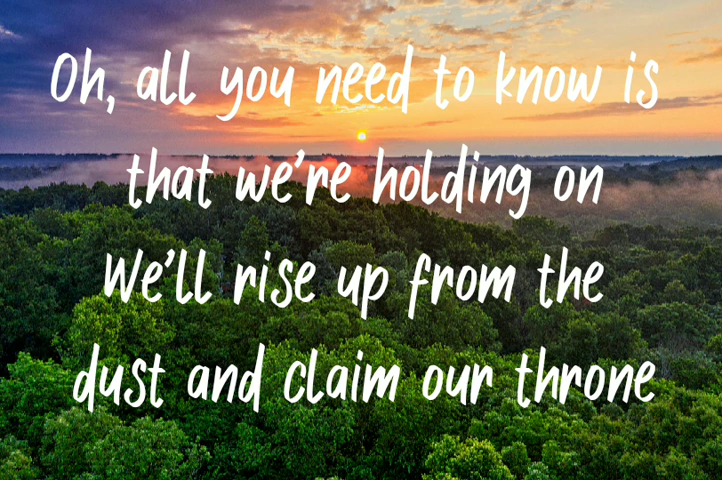 Oh, all you need to know is
that we're holding on
We'll rise up from the
dust and claim our throne